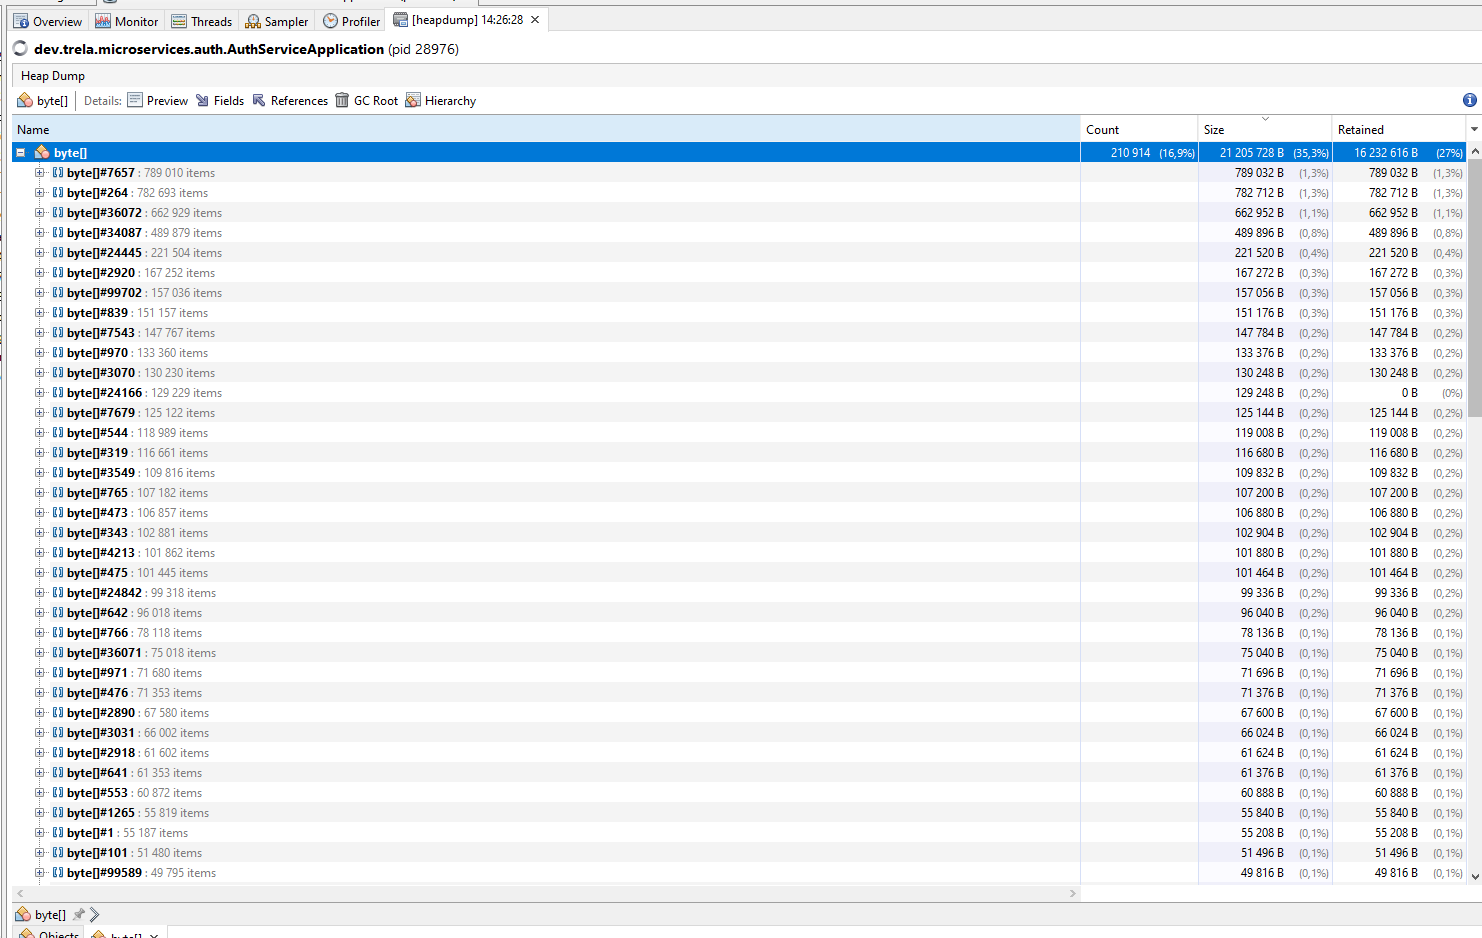 Overview Monitor Threads Sampler Profiler [heapdump] 14:26:28
dev.trela.microservices.auth.AuthServiceApplication (pid 28976)
Heap Dump
byte[] Details: Preview Fields References GC Root Hierarchy
Name Count Size Retained
byte[] 210 914 (16,9%) 21 205 728 B (35,3%) 16 232 616 B (27%)
byte[]#7657 : 789 010 items 789 032 B (1,3%) 789 032 B (1,3%)
byte[]#264 : 782 693 items 782 712 B (1,3%) 782 712 B (1,3%)
byte[]#36072 : 662 929 items 662 952 B (1,1%) 662 952 B (1,1%)
byte[]#34087 : 489 879 items 489 896 B (0,8%) 489 896 B (0,8%)
byte[]#24445 : 221 504 items 221 520 B (0,4%) 221 520 B (0,4%)
byte[]#2920 : 167 252 items 167 272 B (0,3%) 167 272 B (0,3%)
byte[]#99702 : 157 036 items 157 056 B (0,3%) 157 056 B (0,3%)
byte[]#839 : 151 157 items 151 176 B (0,3%) 151 176 B (0,3%)
byte[]#7543 : 147 767 items 147 784 B (0,2%) 147 784 B (0,2%)
byte[]#970 : 133 360 items 133 376 B (0,2%) 133 376 B (0,2%)
byte[]#3070 : 130 230 items 130 248 B (0,2%) 130 248 B (0,2%)
byte[]#24166 : 129 229 items 129 248 B (0,2%) 0 B (0%)
byte[]#7679 : 125 122 items 125 144 B (0,2%) 125 144 B (0,2%)
byte[]#544 : 118 989 items 119 008 B (0,2%) 119 008 B (0,2%)
byte[]#319 : 116 661 items 116 680 B (0,2%) 116 680 B (0,2%)
byte[]#3549 : 109 816 items 109 832 B (0,2%) 109 832 B (0,2%)
byte[]#765 : 107 182 items 107 200 B (0,2%) 107 200 B (0,2%)
byte[]#473 : 106 857 items 106 880 B (0,2%) 106 880 B (0,2%)
byte[]#343 : 102 881 items 102 904 B (0,2%) 102 904 B (0,2%)
byte[]#4213 : 101 862 items 101 880 B (0,2%) 101 880 B (0,2%)
byte[]#475 : 101 445 items 101 464 B (0,2%) 101 464 B (0,2%)
byte[]#24842 : 99 318 items 99 336 B (0,2%) 99 336 B (0,2%)
byte[]#642 : 96 018 items 96 040 B (0,2%) 96 040 B (0,2%)
byte[]#766 : 78 118 items 78 136 B (0,1%) 78 136 B (0,1%)
byte[]#36071 : 75 018 items 75 040 B (0,1%) 75 040 B (0,1%)
byte[]#971 : 71 680 items 71 696 B (0,1%) 71 696 B (0,1%)
byte[]#476 : 71 353 items 71 376 B (0,1%) 71 376 B (0,1%)
byte[]#2890 : 67 580 items 67 600 B (0,1%) 67 600 B (0,1%)
byte[]#3031 : 66 002 items 66 024 B (0,1%) 66 024 B (0,1%)
byte[]#2918 : 61 602 items 61 624 B (0,1%) 61 624 B (0,1%)
byte[]#641 : 61 353 items 61 376 B (0,1%) 61 376 B (0,1%)
byte[]#553 : 60 872 items 60 888 B (0,1%) 60 888 B (0,1%)
byte[]#1265 : 55 819 items 55 840 B (0,1%) 55 840 B (0,1%)
byte[]#1 : 55 187 items 55 208 B (0,1%) 55 208 B (0,1%)
byte[]#101 : 51 480 items 51 496 B (0,1%) 51 496 B (0,1%)
byte[]#99589 : 49 795 items 49 816 B (0,1%) 49 816 B (0,1%)
byte[]
Objects byte[]